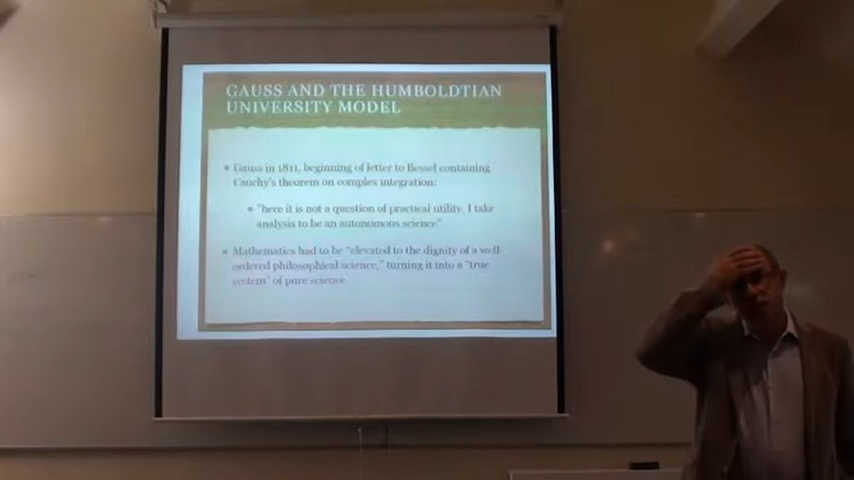 GAUSS AND THE HUMBOLDTIAN
UNIVERSITY MODEL
Gauss in 1811, beginning of letter to Bessel containing
Cauchy's theorem on complex integration:
"here it is not a question of practical utility. I take
analysis to be an autonomous science"
Mathematics had to be "elevated to the dignity of a well
ordered philosophical science," turning it into a "true
system" of pure science